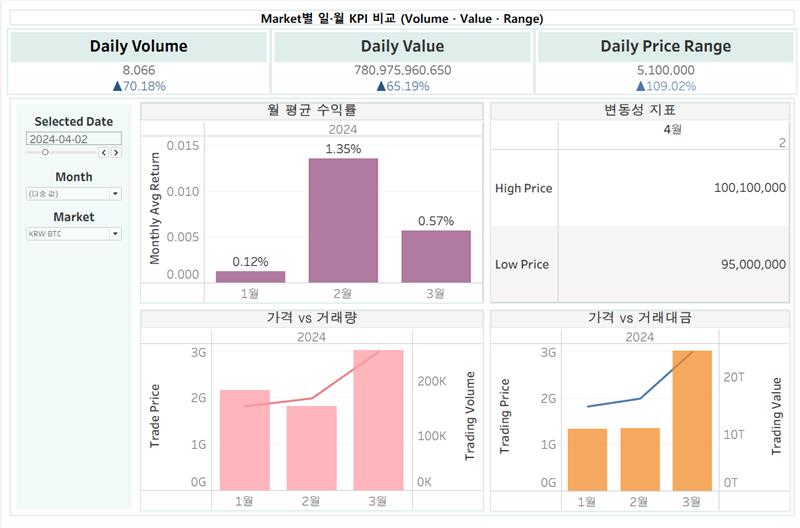 Market별 일·월 KPI 비교 (Volume · Value · Range)
Daily Volume
8,066
▲70.18%
Daily Value
780,975,960,650
▲65.19%
Daily Price Range
5,100,000
▲109.02%
Selected Date
2024-04-02
Month
(다중 값)
Market
KRW-BTC
월 평균 수익률
2024
Monthly Avg Return
0.015
0.010
0.005
0.000
0.12%
1.35%
0.57%
1월
2월
3월
변동성 지표
4월
2
High Price
100,100,000
Low Price
95,000,000
가격 vs 거래량
2024
Trade Price
3G
2G
1G
0G
200K
100K
0K
Trading Volume
1월
2월
3월
가격 vs 거래대금
2024
Trading Price
3G
2G
1G
0G
20T
10T
0T
Trading Value
1월
2월
3월